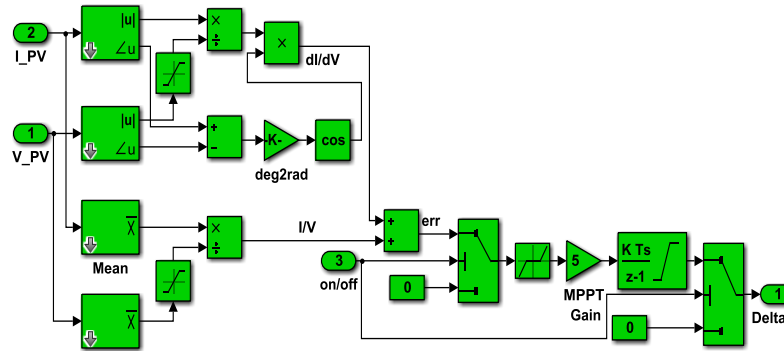 2
I_PV
|u|
∠u
×
÷
×
dI/dV
1
V_PV
|u|
∠u
+
−
-K-
deg2rad
cos
x̄
Mean
×
÷
I/V
x̄
+
+
err
3
on/off
0
5
MPPT
Gain
K Ts
z-1
0
1
Delta